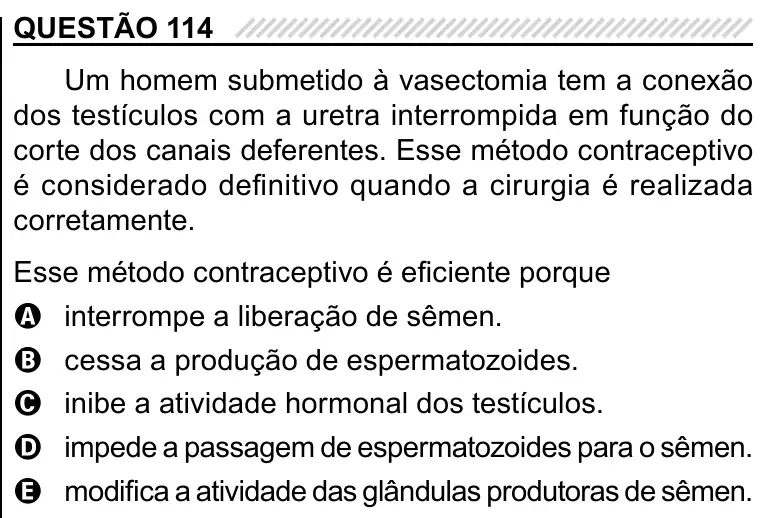 QUESTÃO 114
Um homem submetido à vasectomia tem a conexão
dos testículos com a uretra interrompida em função do
corte dos canais deferentes. Esse método contraceptivo
é considerado definitivo quando a cirurgia é realizada
corretamente.
Esse método contraceptivo é eficiente porque
A interrompe a liberação de sêmen.
B cessa a produção de espermatozoides.
C inibe a atividade hormonal dos testículos.
D impede a passagem de espermatozoides para o sêmen.
E modifica a atividade das glândulas produtoras de sêmen.